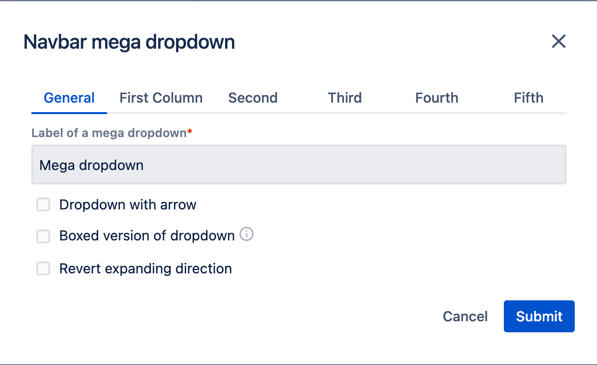 Navbar mega dropdown
General First Column Second Third Fourth Fifth
Label of a mega dropdown*
Mega dropdown
Dropdown with arrow
Boxed version of dropdown
Revert expanding direction
Cancel Submit